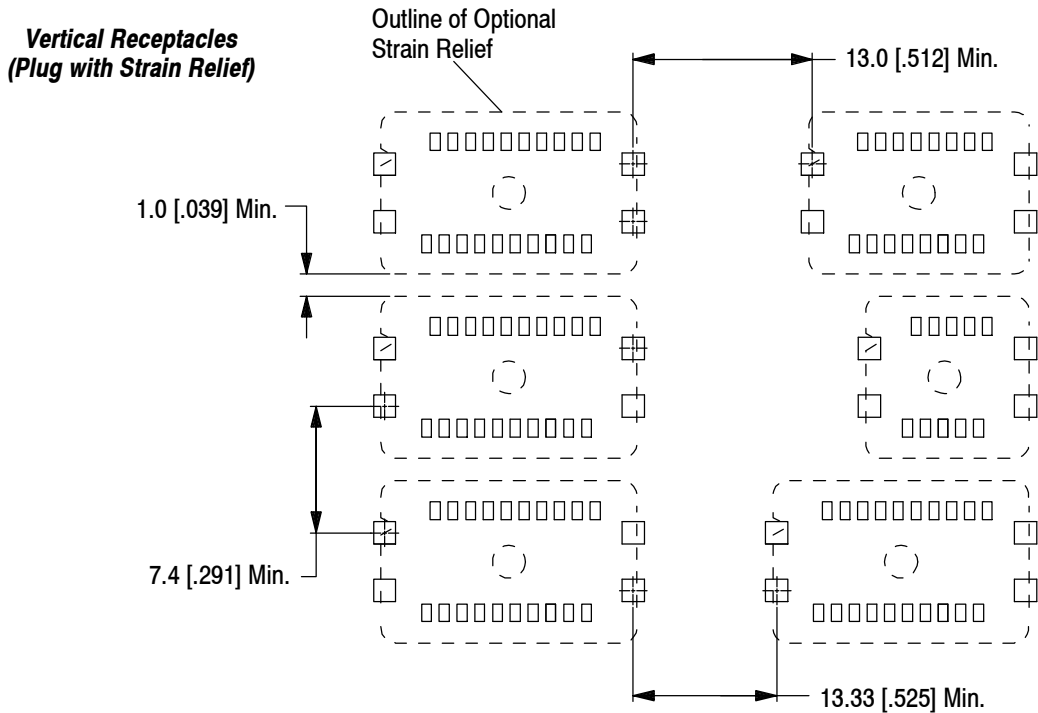 Vertical Receptacles
(Plug with Strain Relief)
Outline of Optional
Strain Relief
13.0 [.512] Min.
1.0 [.039] Min.
7.4 [.291] Min.
13.33 [.525] Min.